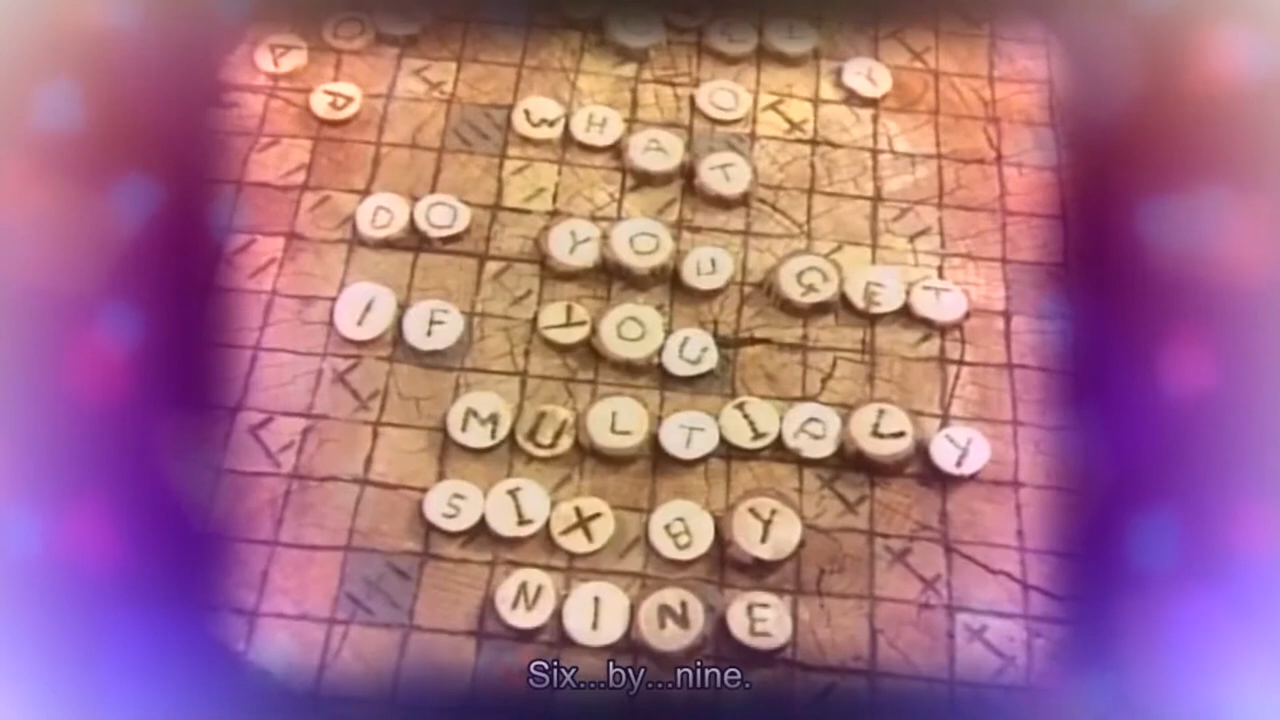 WHAT
DO YOU GET
IF YOU
MULTIPLY
SIX BY
NINE
Six...by...nine.